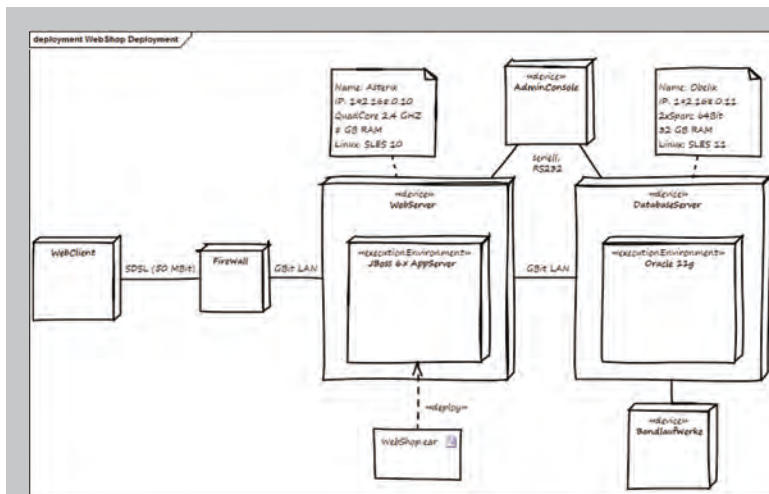 deployment WebShop Deployment
Name: Asterix
IP: 192.168.0.10
QuadCore 2,4 GHZ
8 GB RAM
Linux: SLES 10
«device»
AdminConsole
Name: Obelix
IP: 192.168.0.11
2xSparc 64Bit
32 GB RAM
Linux: SLES 11
seriell,
RS232
«device»
WebServer
«device»
DatabaseServer
WebClient
SDSL (50 MBit)
FireWall
GBit LAN
«executionEnvironment»
JBoss 6.x AppServer
GBit LAN
«executionEnvironment»
Oracle 11g
«deploy»
WebShop.ear
«device»
Bandlaufwerke